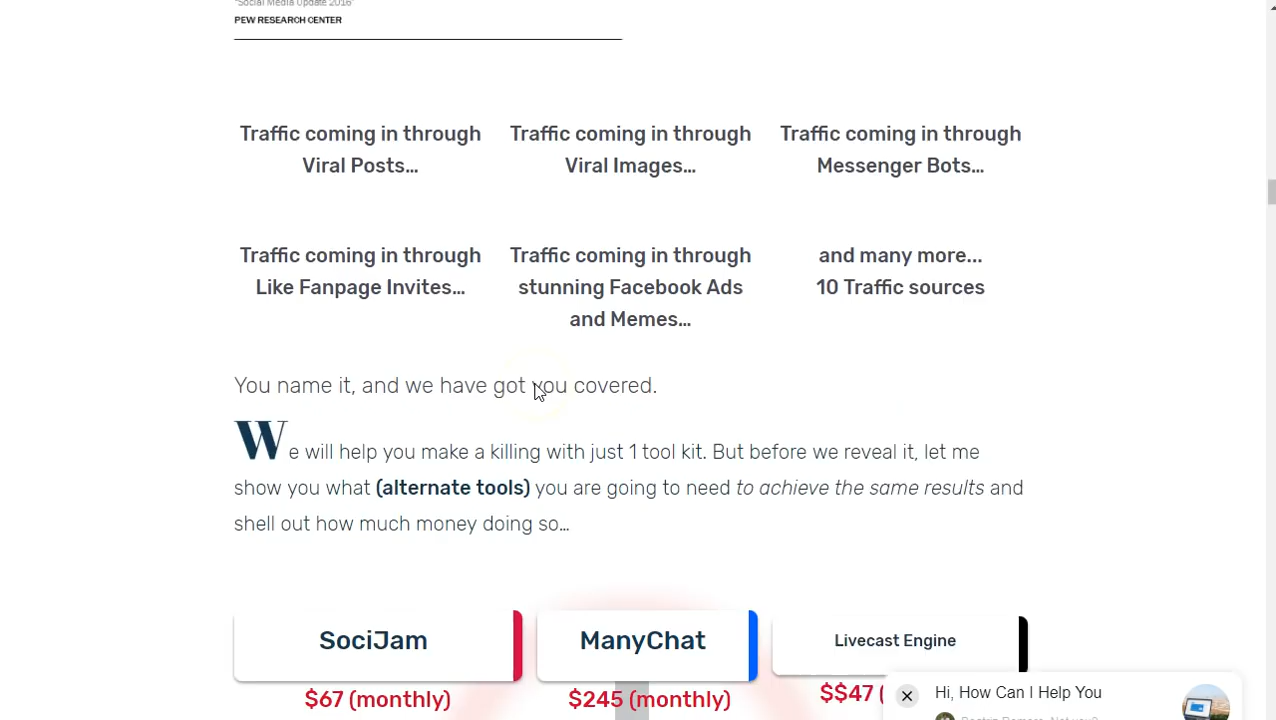 "Social Media Update 2016"
PEW RESEARCH CENTER
Traffic coming in through
Viral Posts...
Traffic coming in through
Viral Images...
Traffic coming in through
Messenger Bots...
Traffic coming in through
Like Fanpage Invites...
Traffic coming in through
stunning Facebook Ads
and Memes...
and many more...
10 Traffic sources
You name it, and we have got you covered.
We will help you make a killing with just 1 tool kit. But before we reveal it, let me
show you what (alternate tools) you are going to need to achieve the same results and
shell out how much money doing so...
SociJam
$67 (monthly)
ManyChat
$245 (monthly)
Livecast Engine
$$47 (
Hi, How Can I Help You